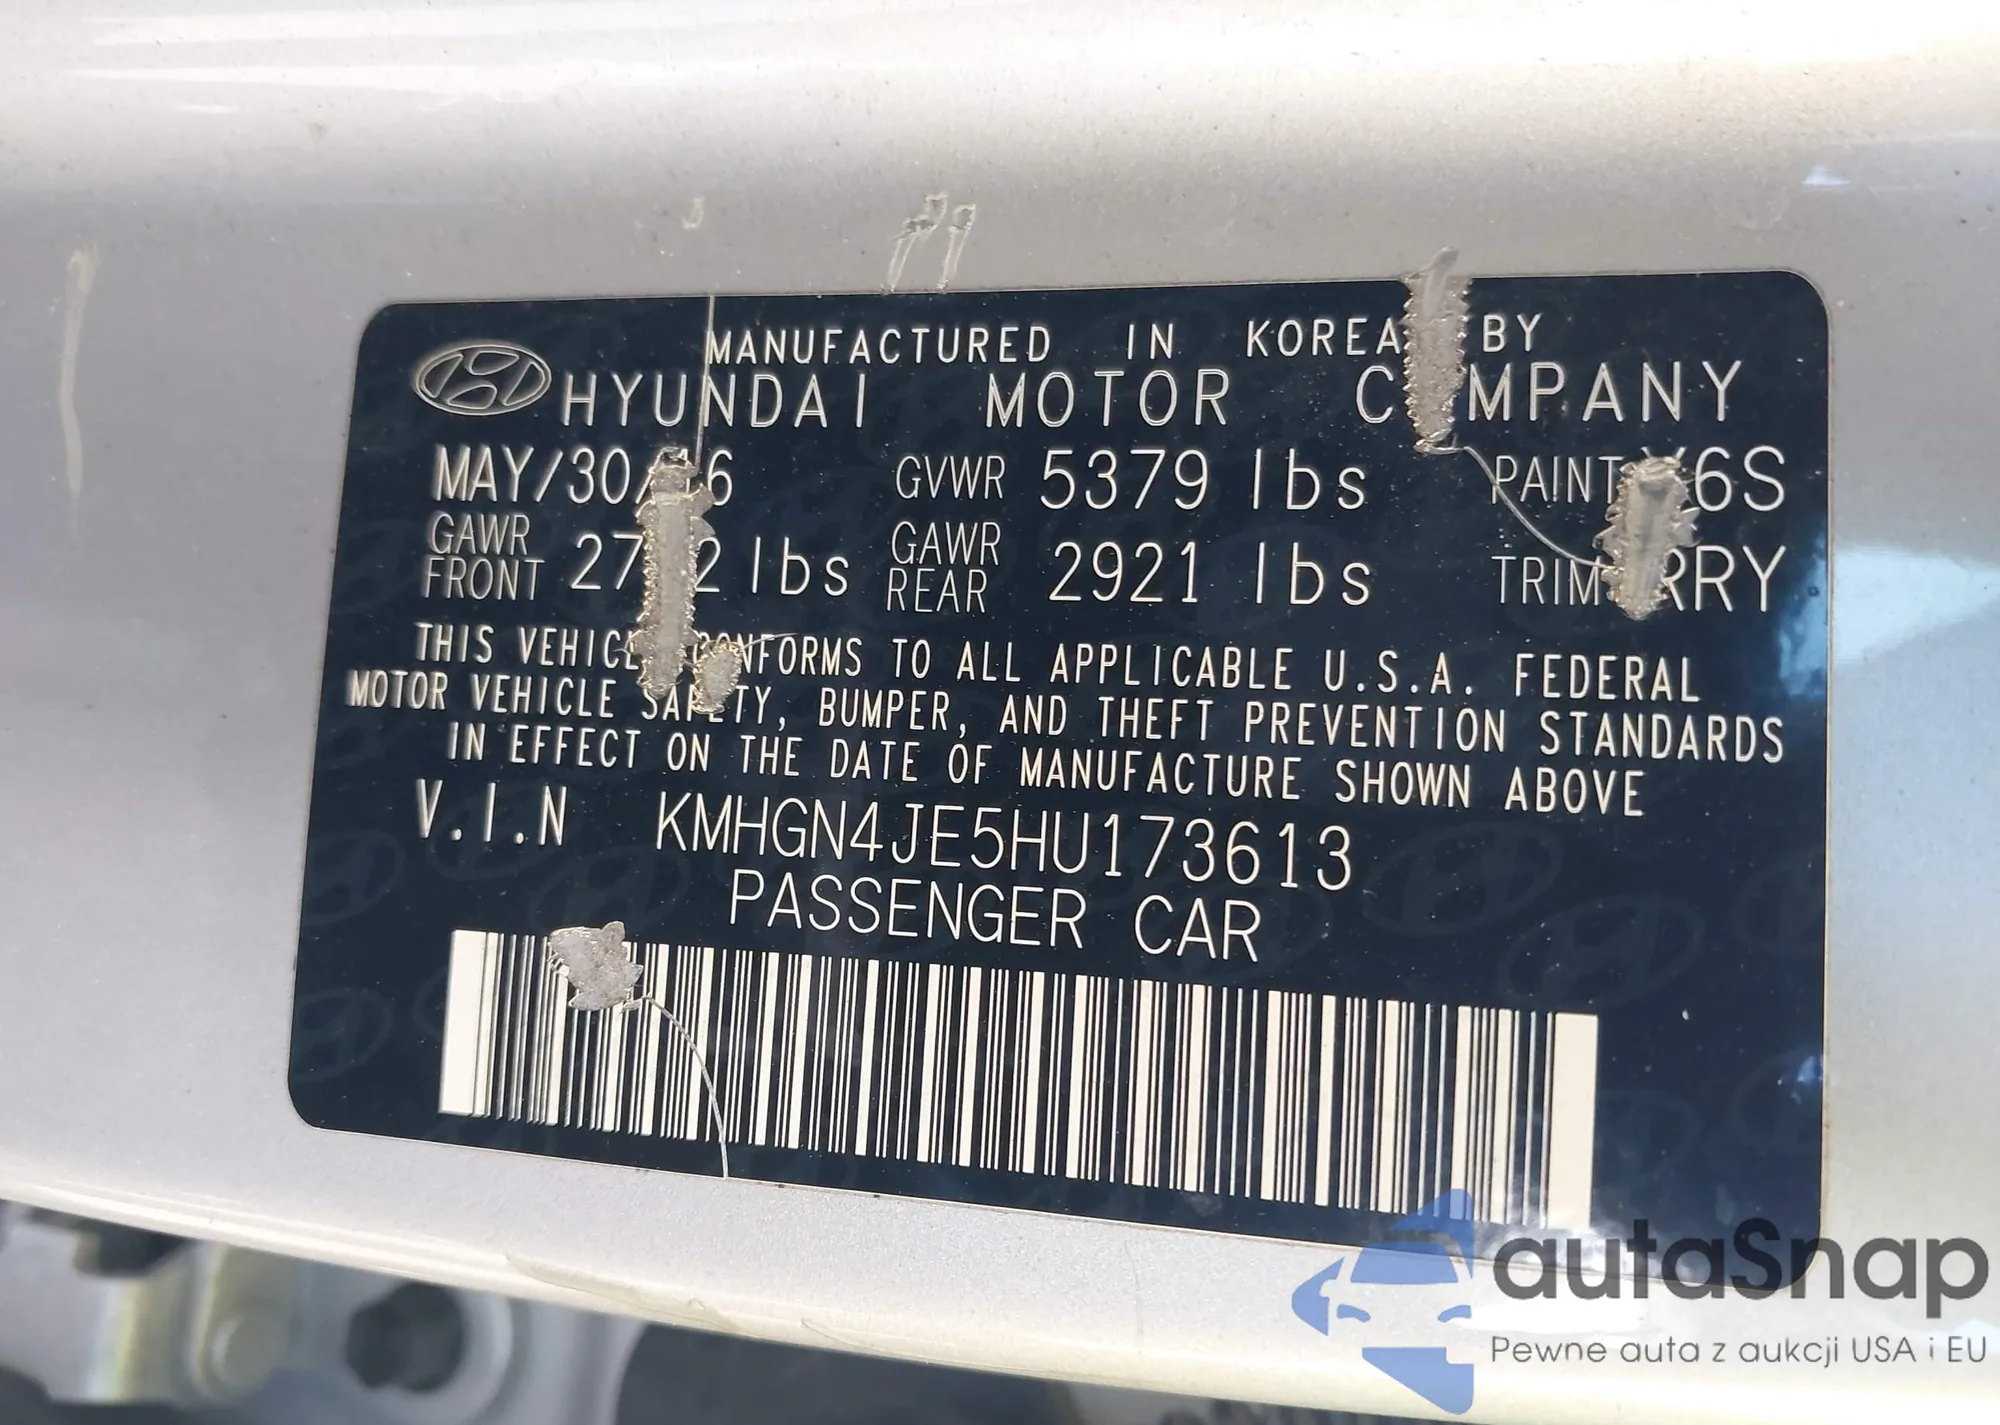 MANUFACTURED IN KOREA BY
HYUNDAI MOTOR
GVWR 5379 lbs PAINT
GAWR FRONT lbs GAWR REAR 2921 lbs TRIM
THIS VEHICLE CONFORMS TO ALL APPLICABLE U.S.A. FEDERAL
MOTOR VEHICLE SAFETY, BUMPER, AND THEFT PREVENTION STANDARDS
IN EFFECT ON THE DATE OF MANUFACTURE SHOWN ABOVE
V.I.N KMHGN4JE5HU173613
PASSENGER CAR
autaSnap
Pewne auta z aukcji USA i EU